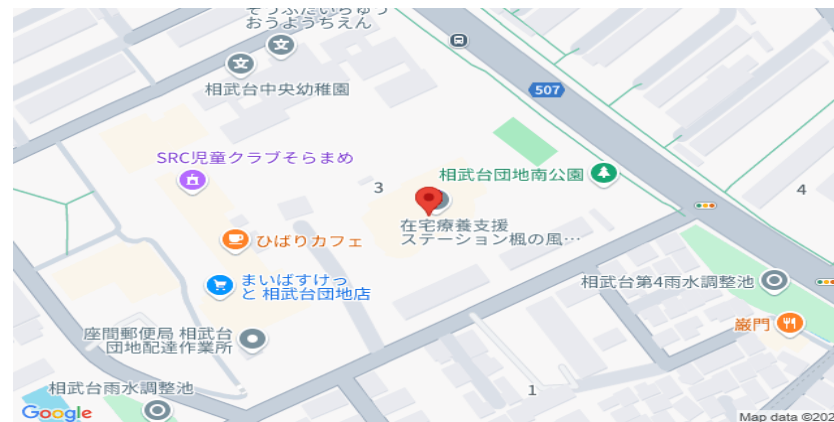 そうぶだいちゅう
おうようちえん
相武台中央幼稚園
507
SRC児童クラブそらまめ
相武台団地南公園
3
4
在宅療養支援
ステーション楓の風…
ひばりカフェ
まいばすけっ
と 相武台団地店
相武台第4雨水調整池
巌門
座間郵便局 相武台
団地配達作業所
1
相武台雨水調整池
Google
Map data ©202